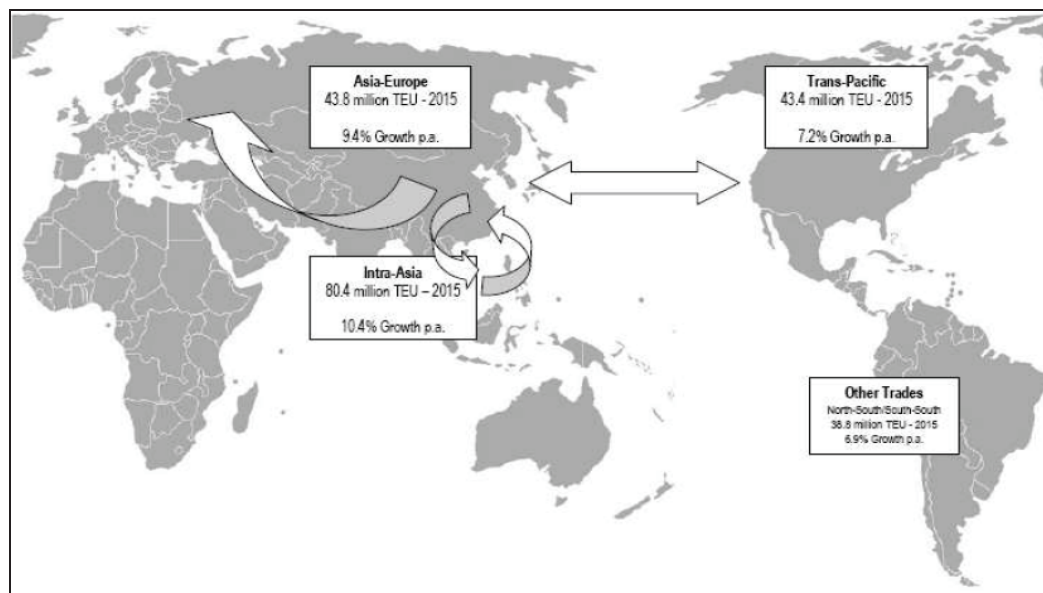 Asia-Europe
43.8 million TEU - 2015
9.4% Growth p.a.
Trans-Pacific
43.4 million TEU - 2015
7.2% Growth p.a.
Intra-Asia
80.4 million TEU – 2015
10.4% Growth p.a.
Other Trades
North-South/South-South
38.8 million TEU - 2015
6.9% Growth p.a.